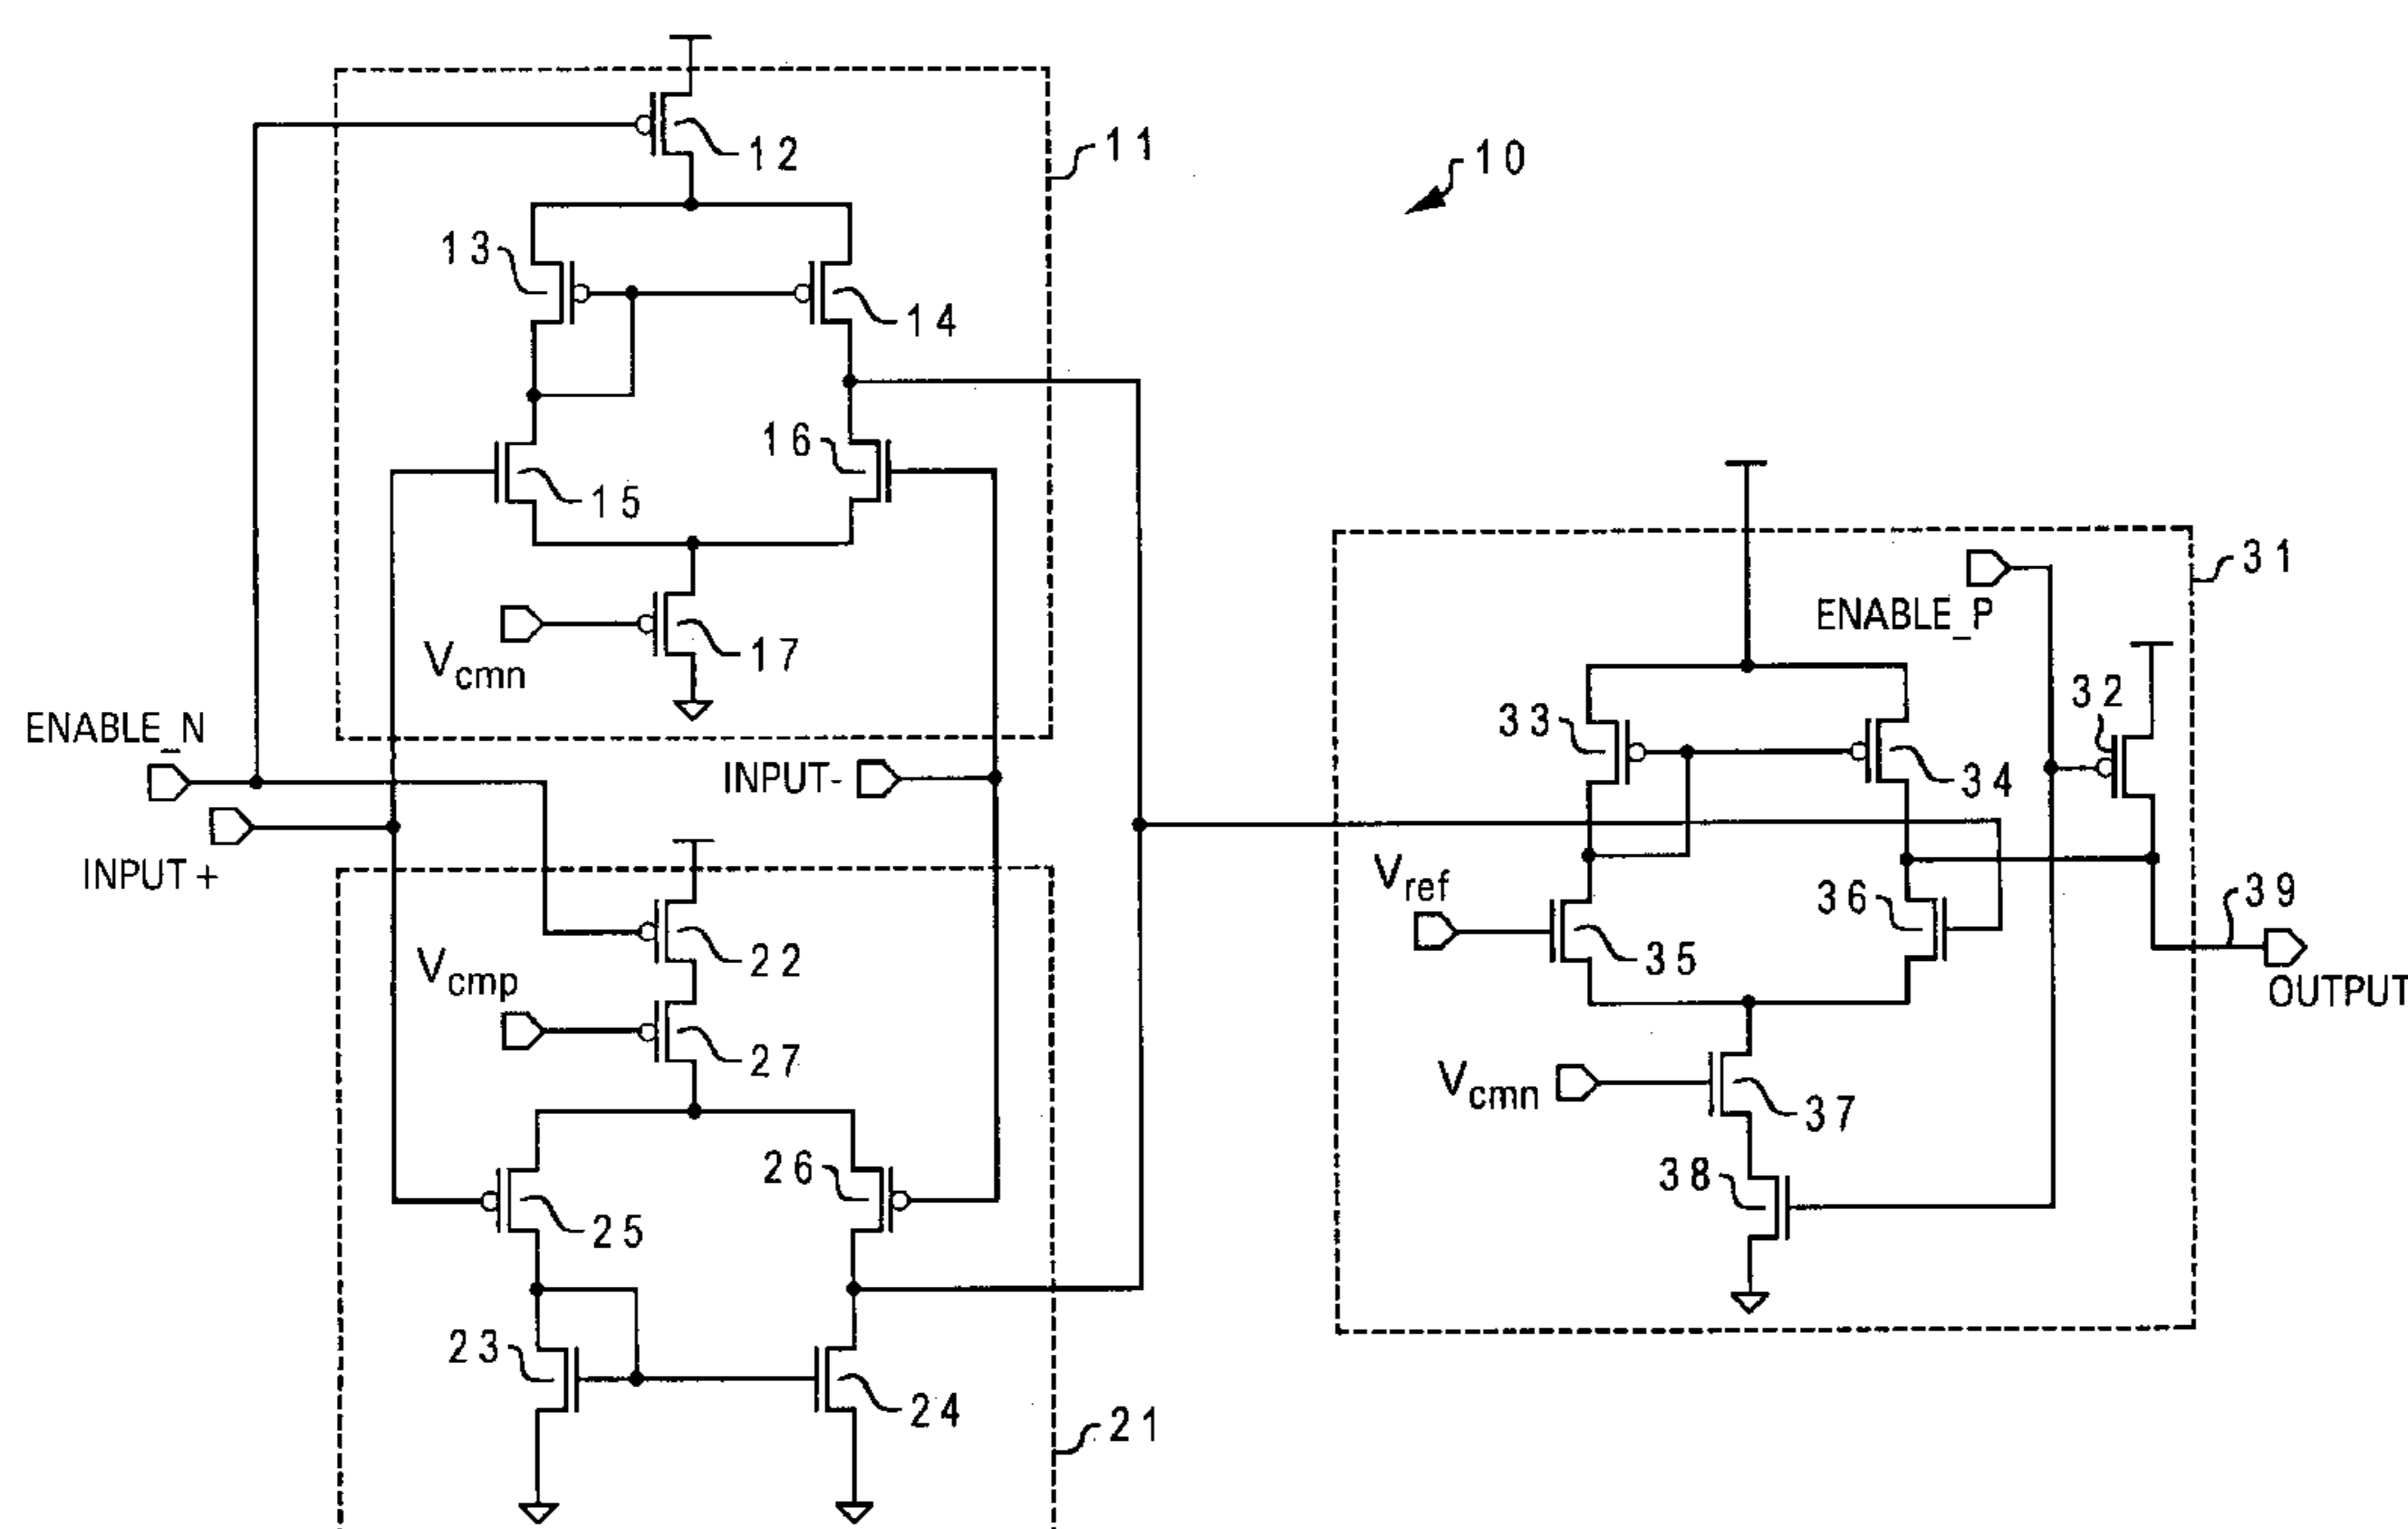 12
11
10
13
14
16
15
17
Vcmn
ENABLE_N
INPUT-
INPUT +
22
Vcmp
27
26
25
23
24
21
31
ENABLE_P
32
33
34
Vref
36
39
35
OUTPUT
Vcmn
37
38